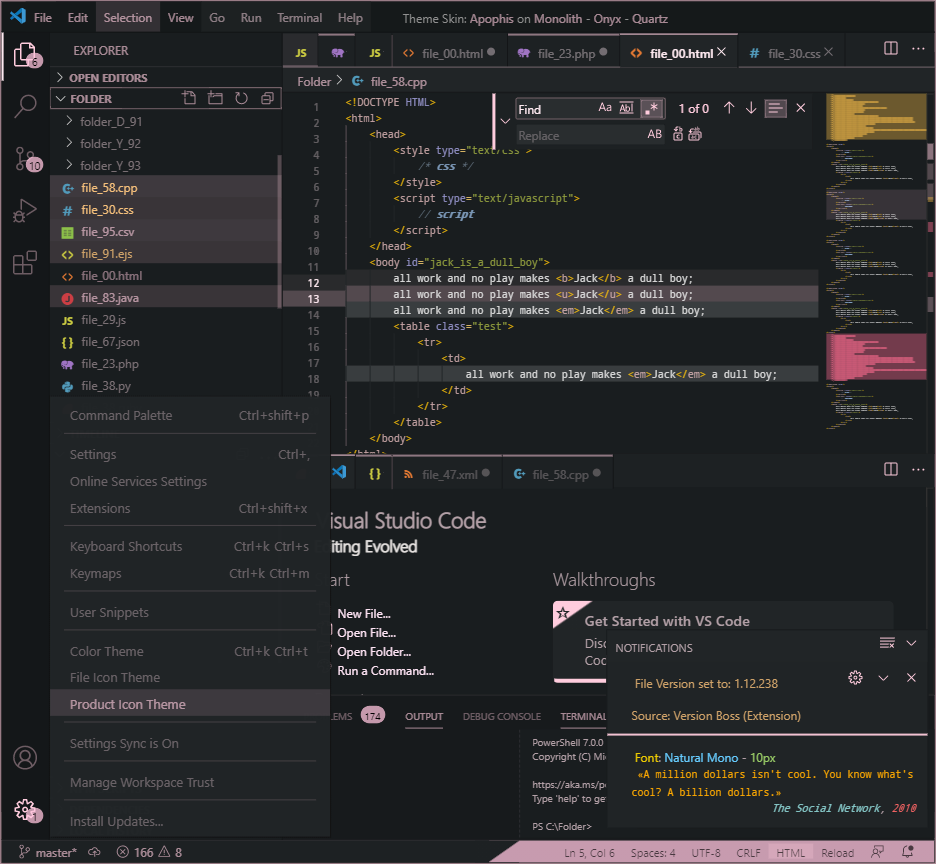 File Edit Selection View Go Run Terminal Help Theme Skin: Apophis on Monolith - Onyx - Quartz
6
10
1
EXPLORER
OPEN EDITORS
FOLDER
folder_D_91
folder_Y_92
folder_Y_93
file_58.cpp
file_30.css
file_95.csv
file_91.ejs
file_00.html
file_83.java
file_29.js
file_67.json
file_23.php
file_38.py
JS php JS file_00.html file_23.php file_00.html file_30.css
Folder > file_58.cpp
Find Aa Abl .* 1 of 0
Replace AB
1 <!DOCTYPE HTML>
2 <html>
3 <head>
4 <style type="text/css">
5 /* css */
6 </style>
7 <script type="text/javascript">
8 // script
9 </script>
10 </head>
11 <body id="jack_is_a_dull_boy">
12 all work and no play makes <b>Jack</b> a dull boy;
13 all work and no play makes <u>Jack</u> a dull boy;
14 all work and no play makes <em>Jack</em> a dull boy;
15 <table class="test">
16 <tr>
17 <td>
18 all work and no play makes <em>Jack</em> a dull boy;
19 </td>
</tr>
</table>
</body>
</html>
Command Palette Ctrl+shift+p
Settings Ctrl+,
Online Services Settings
Extensions Ctrl+shift+x
Keyboard Shortcuts Ctrl+k Ctrl+s
Keymaps Ctrl+k Ctrl+m
User Snippets
Color Theme Ctrl+k Ctrl+t
File Icon Theme
Product Icon Theme
Settings Sync is On
Manage Workspace Trust
Install Updates...
{} file_47.xml file_58.cpp
isual Studio Code
iting Evolved
art
New File...
Open File...
Open Folder...
Run a Command...
Walkthroughs
Get Started with VS Code
Disc
Coc
NOTIFICATIONS
File Version set to: 1.12.238
Source: Version Boss (Extension)
Font: Natural Mono - 10px
«A million dollars isn't cool. You know what's
cool? A billion dollars.»
The Social Network, 2010
LEMS 174 OUTPUT DEBUG CONSOLE TERMINAL
PowerShell 7.0.0
Copyright (C) Mi
https://aka.ms/p
Type 'help' to ge
PS C:\Folder>
master* 166 8 Ln 5, Col 6 Spaces: 4 UTF-8 CRLF HTML Reload